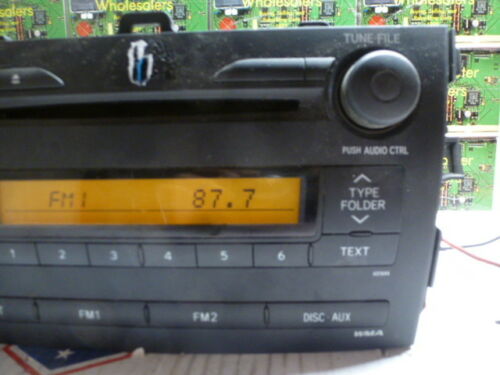 Wholesalers
Wholesalers
TUNE·FILE
PUSH AUDIO CTRL
FM1 87.7
TYPE
FOLDER
1 2 3 4 5 6 TEXT
FM1 FM2 DISC·AUX
WMA